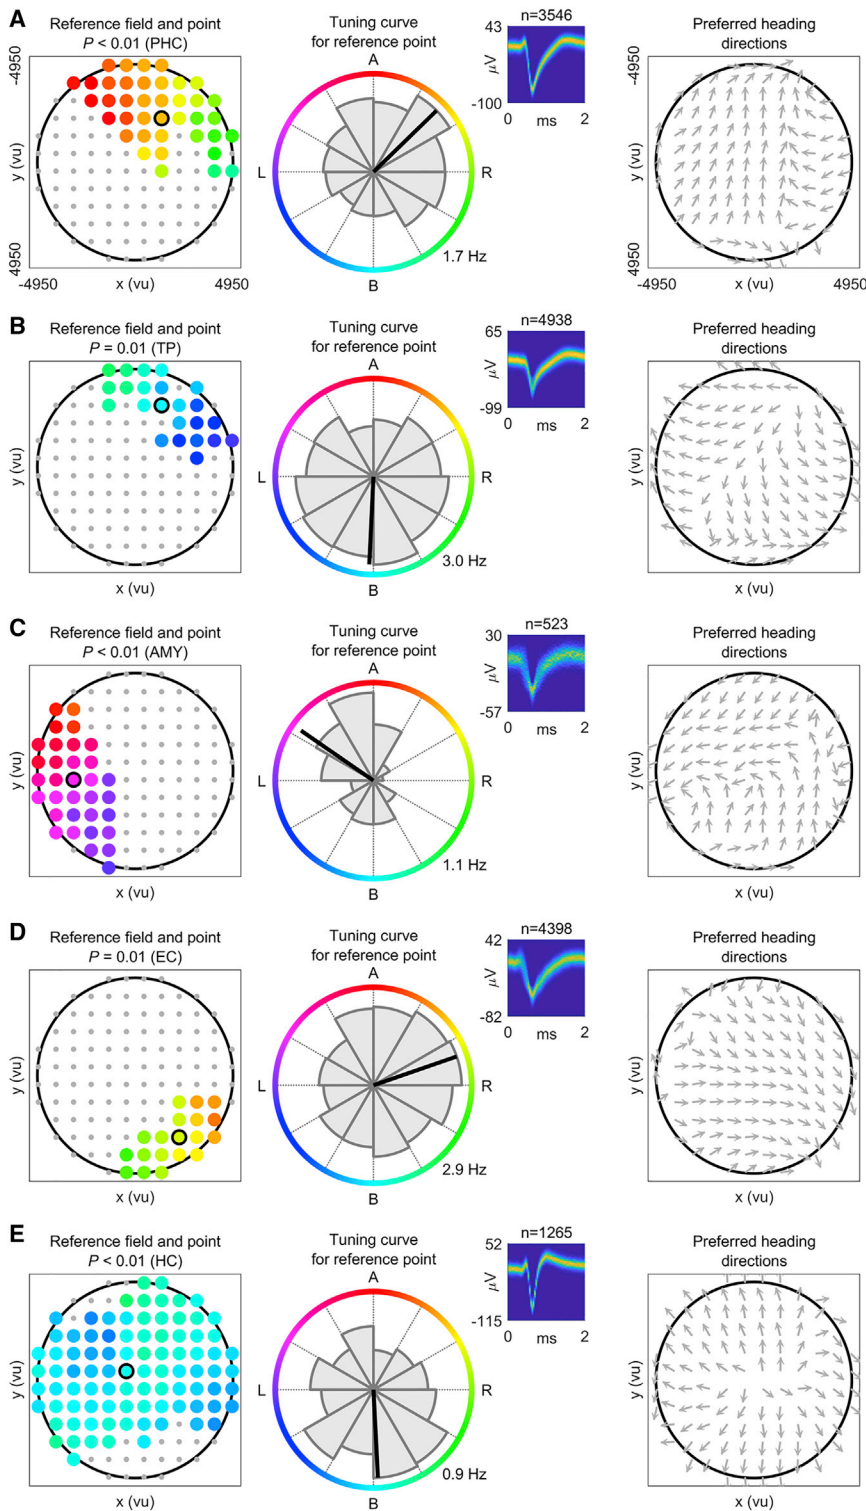 A
Reference field and point
P < 0.01 (PHC)
-4950
y (vu)
4950
-4950
x (vu)
4950
Tuning curve
for reference point
A
L
R
B
1.7 Hz
n=3546
43
μV
-100
0
ms
2
Preferred heading
directions
-4950
y (vu)
4950
-4950
x (vu)
4950
B
Reference field and point
P = 0.01 (TP)
y (vu)
x (vu)
Tuning curve
for reference point
A
L
R
B
3.0 Hz
n=4938
65
μV
-99
0
ms
2
Preferred heading
directions
y (vu)
x (vu)
C
Reference field and point
P < 0.01 (AMY)
y (vu)
x (vu)
Tuning curve
for reference point
A
L
R
B
1.1 Hz
n=523
30
μV
-57
0
ms
2
Preferred heading
directions
y (vu)
x (vu)
D
Reference field and point
P = 0.01 (EC)
y (vu)
x (vu)
Tuning curve
for reference point
A
L
R
B
2.9 Hz
n=4398
42
μV
-82
0
ms
2
Preferred heading
directions
y (vu)
x (vu)
E
Reference field and point
P < 0.01 (HC)
y (vu)
x (vu)
Tuning curve
for reference point
A
L
R
B
0.9 Hz
n=1265
52
μV
-115
0
ms
2
Preferred heading
directions
y (vu)
x (vu)